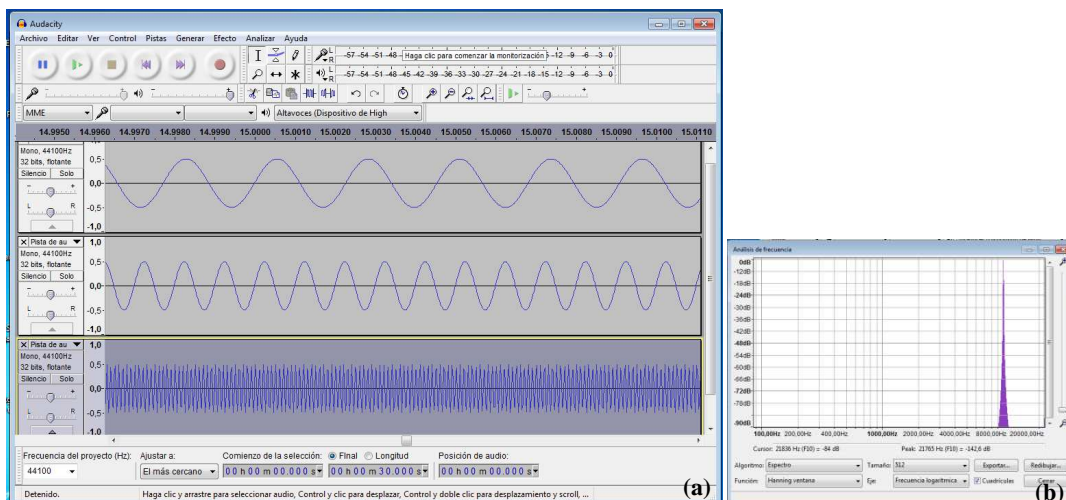 Audacity
Archivo Editar Ver Control Pistas Generar Efecto Analizar Ayuda
L -57 -54 -51 -48 Haga clic para comenzar la monitorización -12 -9 -6 -3 0
R
L -57 -54 -51 -48 -45 -42 -39 -36 -33 -30 -27 -24 -21 -18 -15 -12 -9 -6 -3 0
R
MME Altavoces (Dispositivo de High
14.9950 14.9960 14.9970 14.9980 14.9990 15.0000 15.0010 15.0020 15.0030 15.0040 15.0050 15.0060 15.0070 15.0080 15.0090 15.0100 15.0110
Mono, 44100Hz
32 bits, flotante
Silencio Solo
- +
L R
0,5
0,0
-0,5
-1,0
Pista de au
Mono, 44100Hz
32 bits, flotante
Silencio Solo
- +
L R
1,0
0,5
0,0
-0,5
-1,0
Pista de au
Mono, 44100Hz
32 bits, flotante
Silencio Solo
- +
L R
1,0
0,5
0,0
-0,5
-1,0
Frecuencia del proyecto (Hz): Ajustar a: Comienzo de la selección: Final Longitud Posición de audio:
44100 El más cercano 00 h 00 m 00.000 s 00 h 00 m 30.000 s 00 h 00 m 00.000 s
Detenido. Haga clic y arrastre para seleccionar audio, Control y clic para desplazar, Control y doble clic para desplazamiento y scroll, ...
(a)
Análisis de frecuencia
0dB
-12dB
-18dB
-24dB
-30dB
-36dB
-42dB
-48dB
-54dB
-60dB
-66dB
-72dB
-78dB
-90dB
100,00Hz 200,00Hz 400,00Hz 1000,00Hz 2000,00Hz 4000,00Hz 8000,00Hz 20000,00Hz
Cursor: 21836 Hz (F10) = -84 dB Peak: 21765 Hz (F10) = -142,6 dB
Algoritmo: Espectro Tamaño: 512 Exportar... Redibujar...
Función: Hanning ventana Eje: Frecuencia logarítmica Cuadrículas Cerrar
(b)